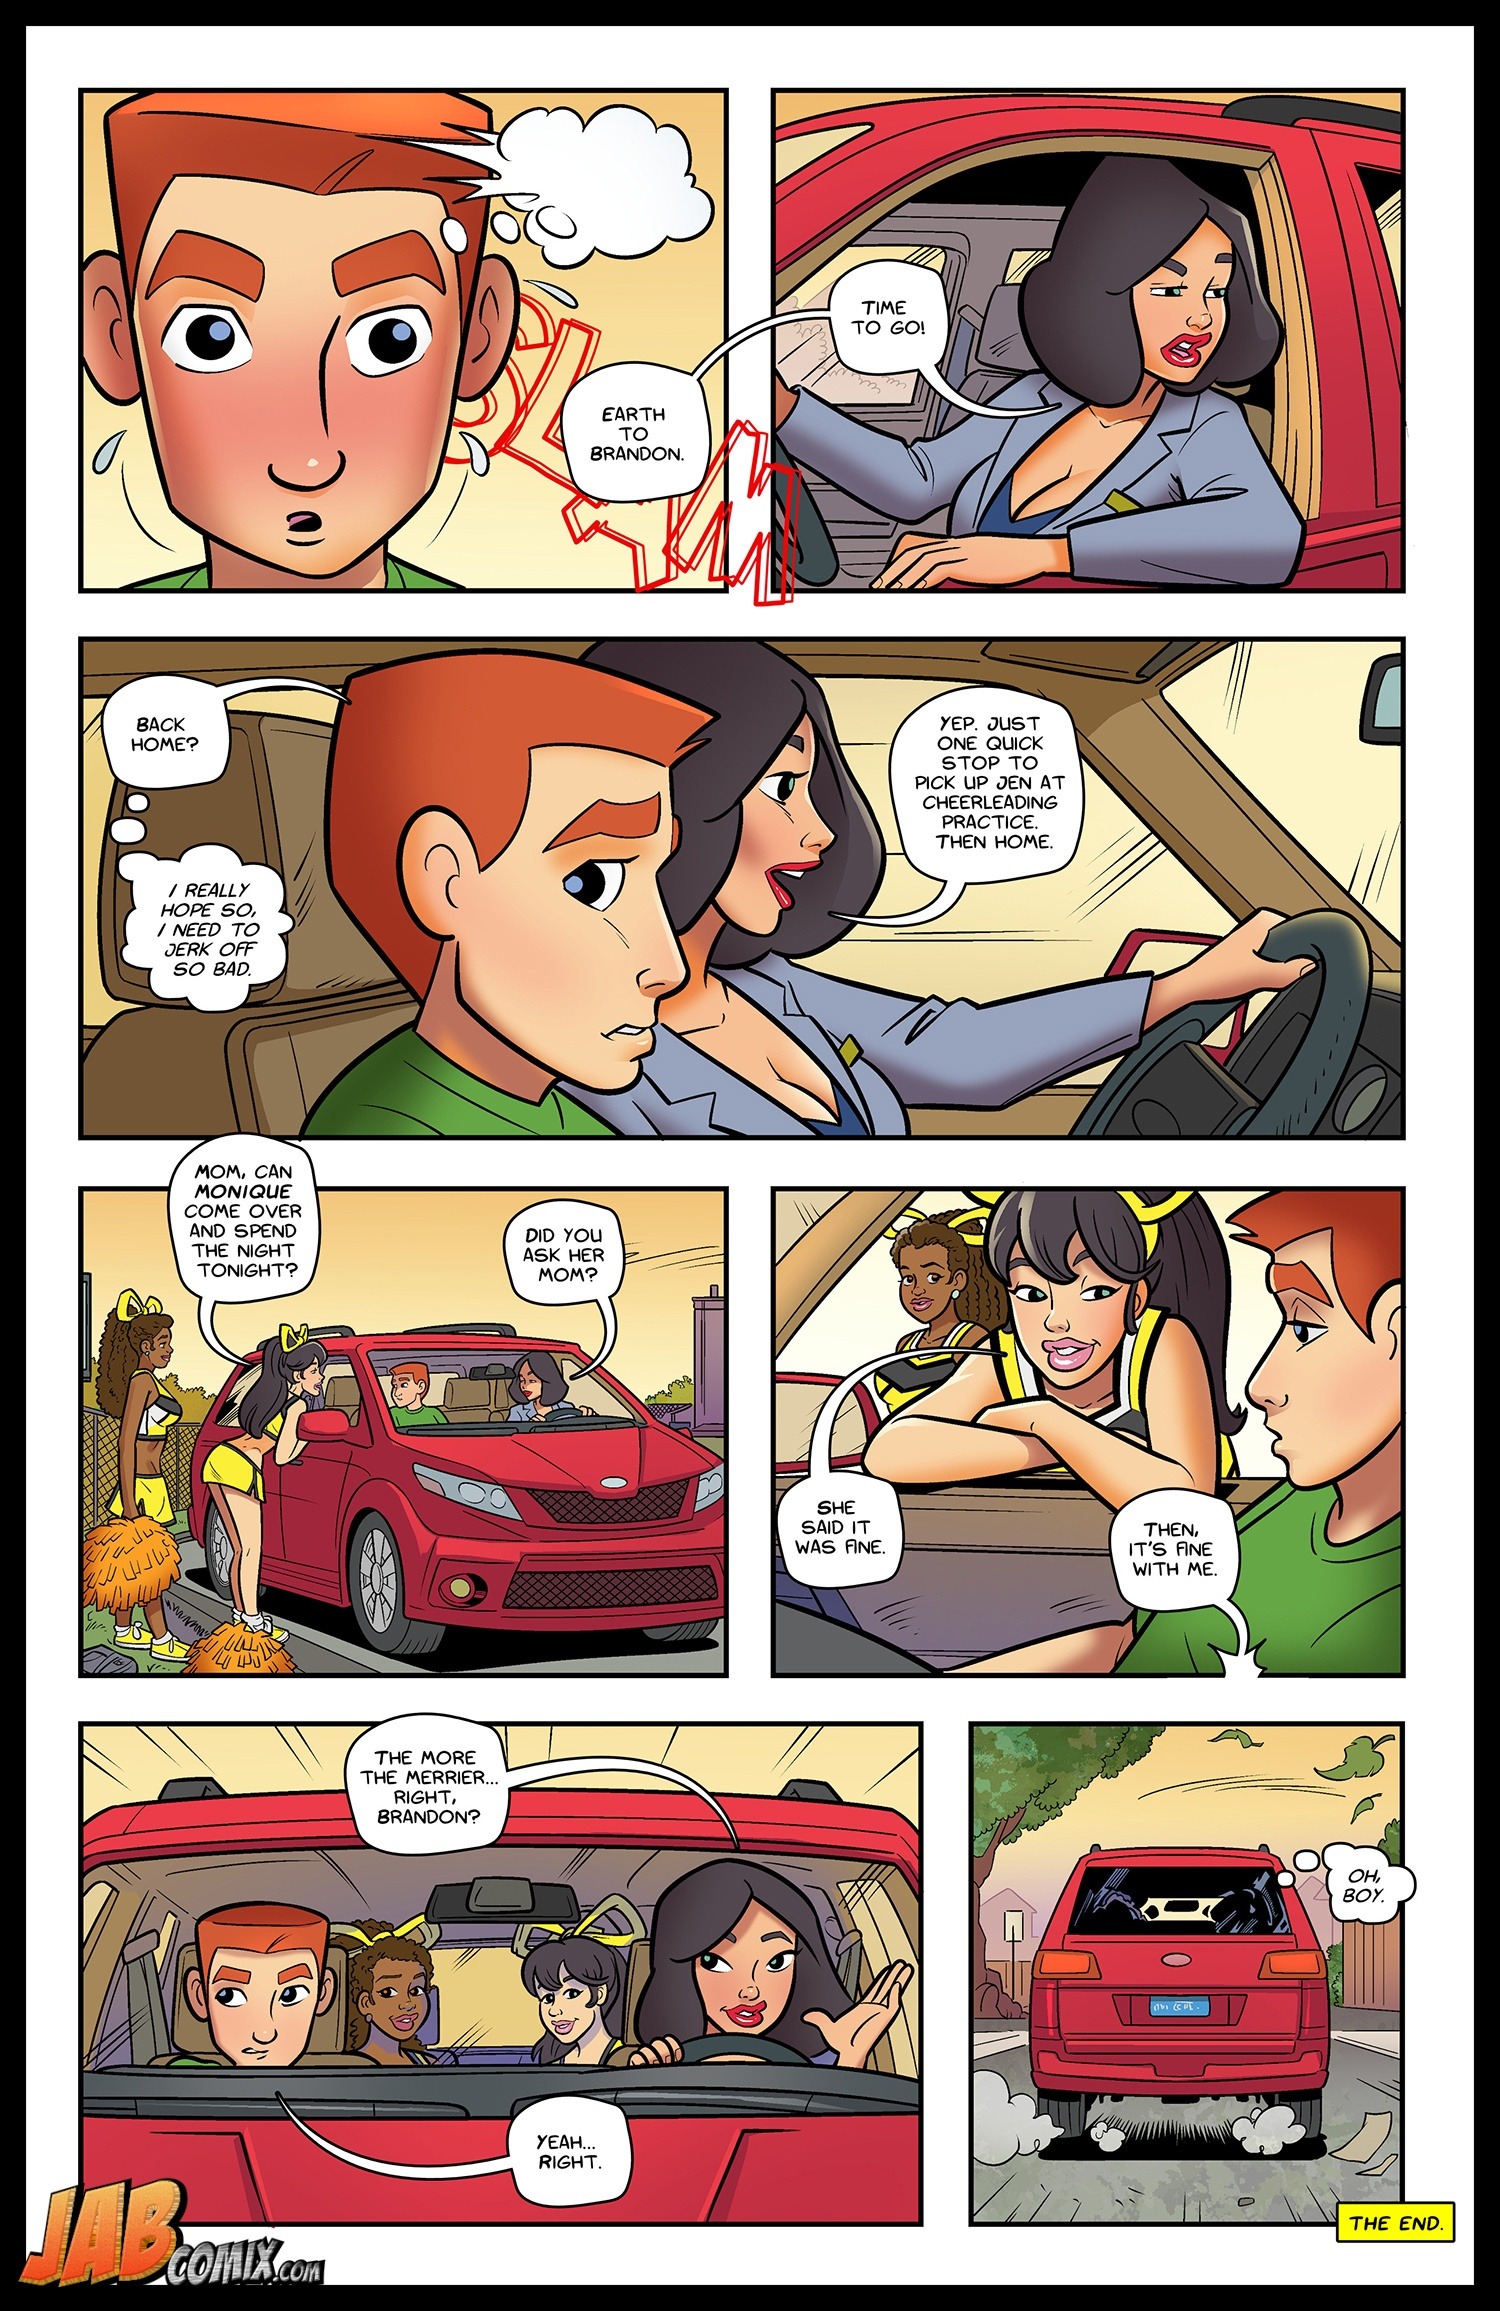 SLAM
EARTH
TO
BRANDON.
TIME
TO GO!
BACK
HOME?
I REALLY
HOPE SO,
I NEED TO
JERK OFF
SO BAD.
YEP. JUST
ONE QUICK
STOP TO
PICK UP JEN AT
CHEERLEADING
PRACTICE.
THEN HOME.
MOM, CAN
MONIQUE
COME OVER
AND SPEND
THE NIGHT
TONIGHT?
DID YOU
ASK HER
MOM?
SHE
SAID IT
WAS FINE.
THEN,
IT'S FINE
WITH ME.
THE MORE
THE MERRIER...
RIGHT,
BRANDON?
YEAH...
RIGHT.
OH,
BOY.
THE END.
JAB
COMIX.COM